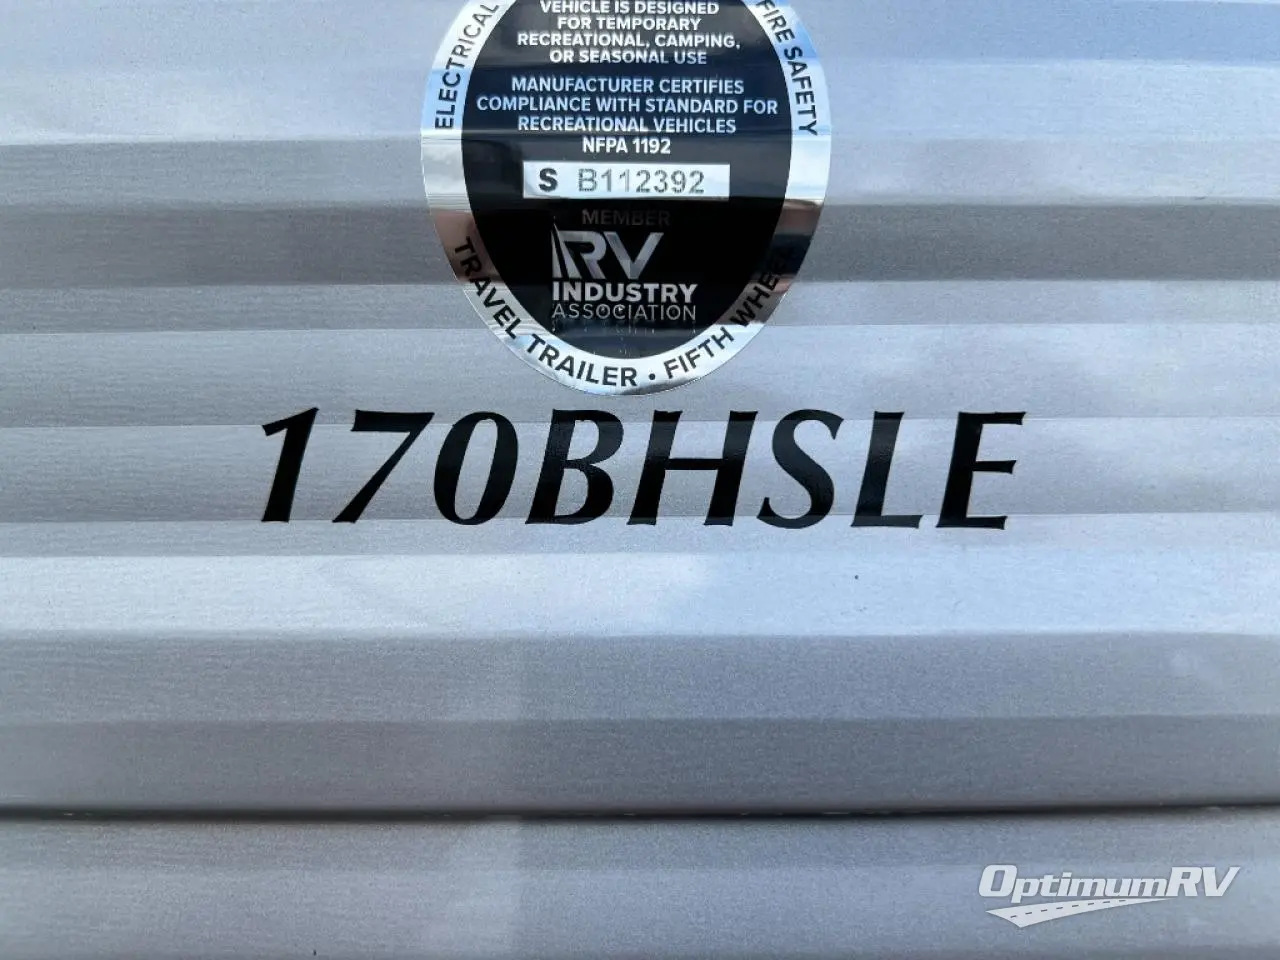 ELECTRICAL
FIRE SAFETY
VEHICLE IS DESIGNED
FOR TEMPORARY
RECREATIONAL, CAMPING,
OR SEASONAL USE
MANUFACTURER CERTIFIES
COMPLIANCE WITH STANDARD FOR
RECREATIONAL VEHICLES
NFPA 1192
S B112392
MEMBER
RV
INDUSTRY
ASSOCIATION
TRAVEL TRAILER • FIFTH WHEEL
170BHSLE
OptimumRV